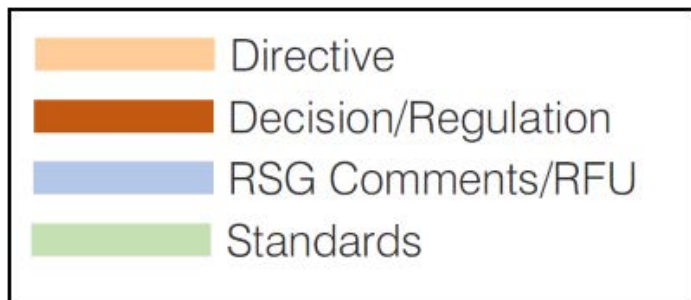 Directive
Decision/Regulation
RSG Comments/RFU
Standards